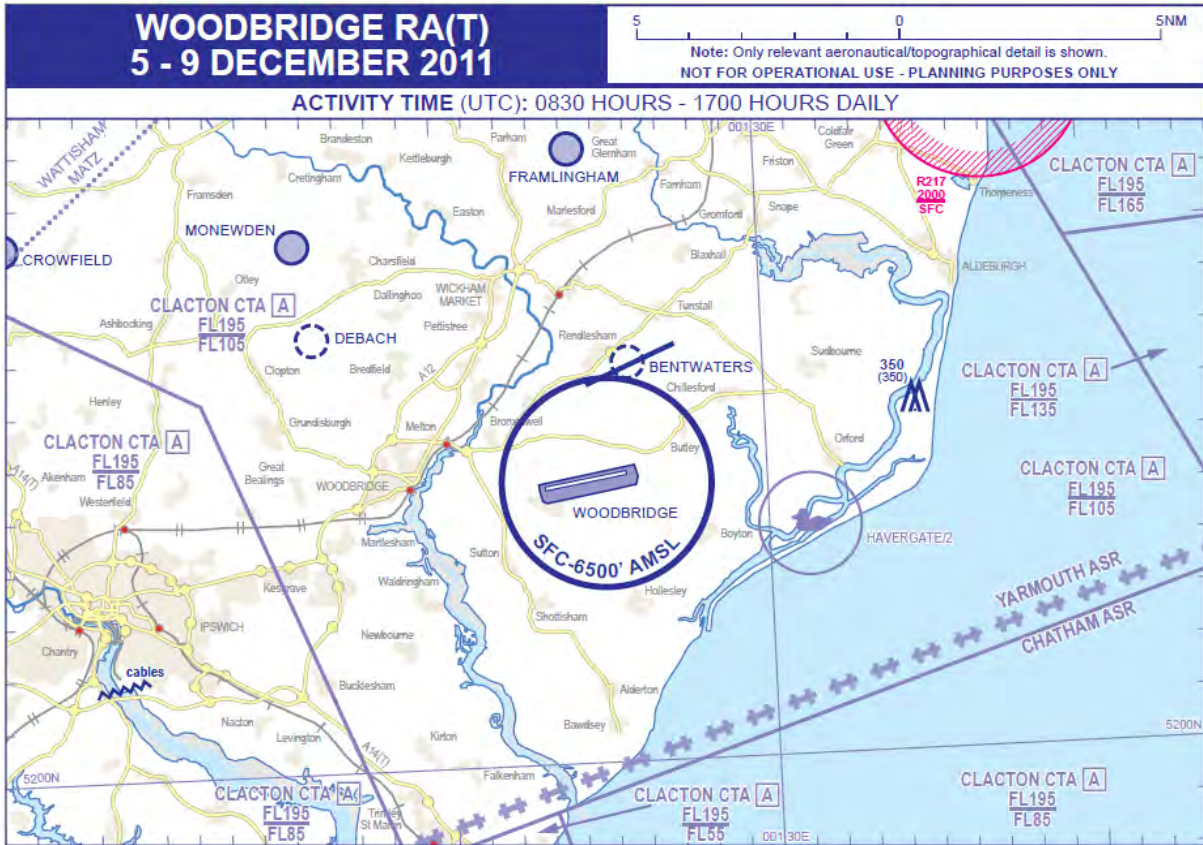 WOODBRIDGE RA(T)
5 - 9 DECEMBER 2011
5 0 5NM
Note: Only relevant aeronautical/topographical detail is shown.
NOT FOR OPERATIONAL USE - PLANNING PURPOSES ONLY
ACTIVITY TIME (UTC): 0830 HOURS - 1700 HOURS DAILY
WATTISHAM
MATZ
Brandeston
Parham
Great
Glemham
001:30E
Coldfair
Green
Kettleburgh
Cretingham
FRAMLINGHAM
Farnham
Friston
CLACTON CTA A
FL195
FL165
R217
2000
SFC
Thorpeness
Framsden
Easton
Marlesford
Snape
Gromford
MONEWDEN
CROWFIELD
Charsfield
Blaxhall
ALDEBURGH
Otley
Dallinghoo
WICKHAM
MARKET
CLACTON CTA A
FL195
FL105
Tunstall
Ashbocking
Pettistree
Rendlesham
DEBACH
Sudbourne
Clopton
Bredfield
A12
BENTWATERS
350
(350)
CLACTON CTA A
FL195
FL135
Chillesford
Henley
Grundisburgh
Melton
Bromeswell
CLACTON CTA A
FL195
FL85
Butley
Orford
A14(T)
Akenham
Westerfield
Great
Bealings
WOODBRIDGE
CLACTON CTA A
FL195
FL105
WOODBRIDGE
SFC-6500' AMSL
Boyton
HAVERGATE/2
Martlesham
Sutton
Waldringham
Kesgrave
Hollesley
YARMOUTH ASR
CHATHAM ASR
Shottisham
IPSWICH
Newbourne
Chantry
cables
Bucklesham
Alderton
Nacton
Bawdsey
Levington
Kirton
A14(T)
5200N
5200N
Falkenham
CLACTON CTA A
FL195
FL85
Trimley
St Martin
CLACTON CTA A
FL195
FL55
CLACTON CTA A
FL195
FL85
001:30E